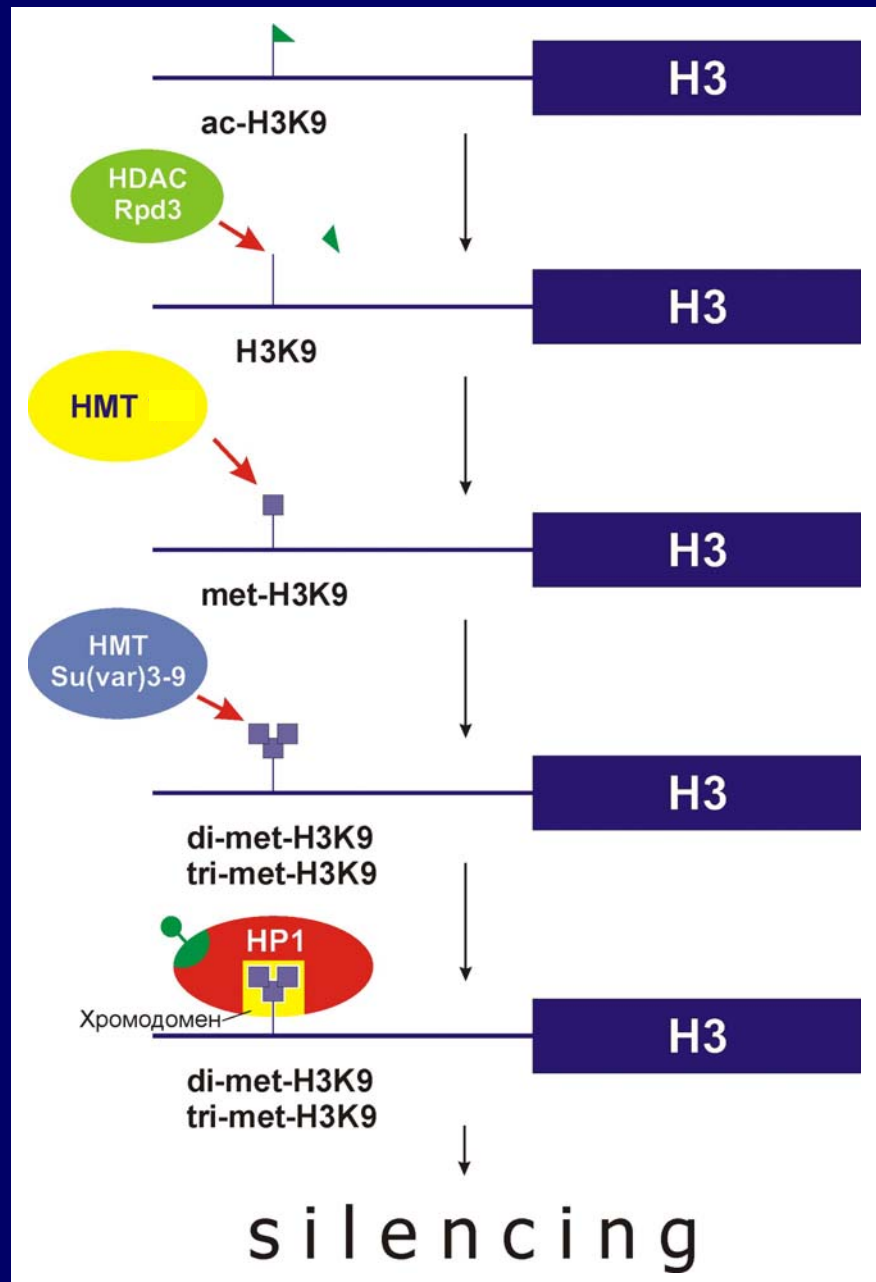 H3
ac-H3K9
HDAC
Rpd3
H3
H3K9
HMT
H3
met-H3K9
HMT
Su(var)3-9
H3
di-met-H3K9
tri-met-H3K9
HP1
Хромодомен
H3
di-met-H3K9
tri-met-H3K9
silencing